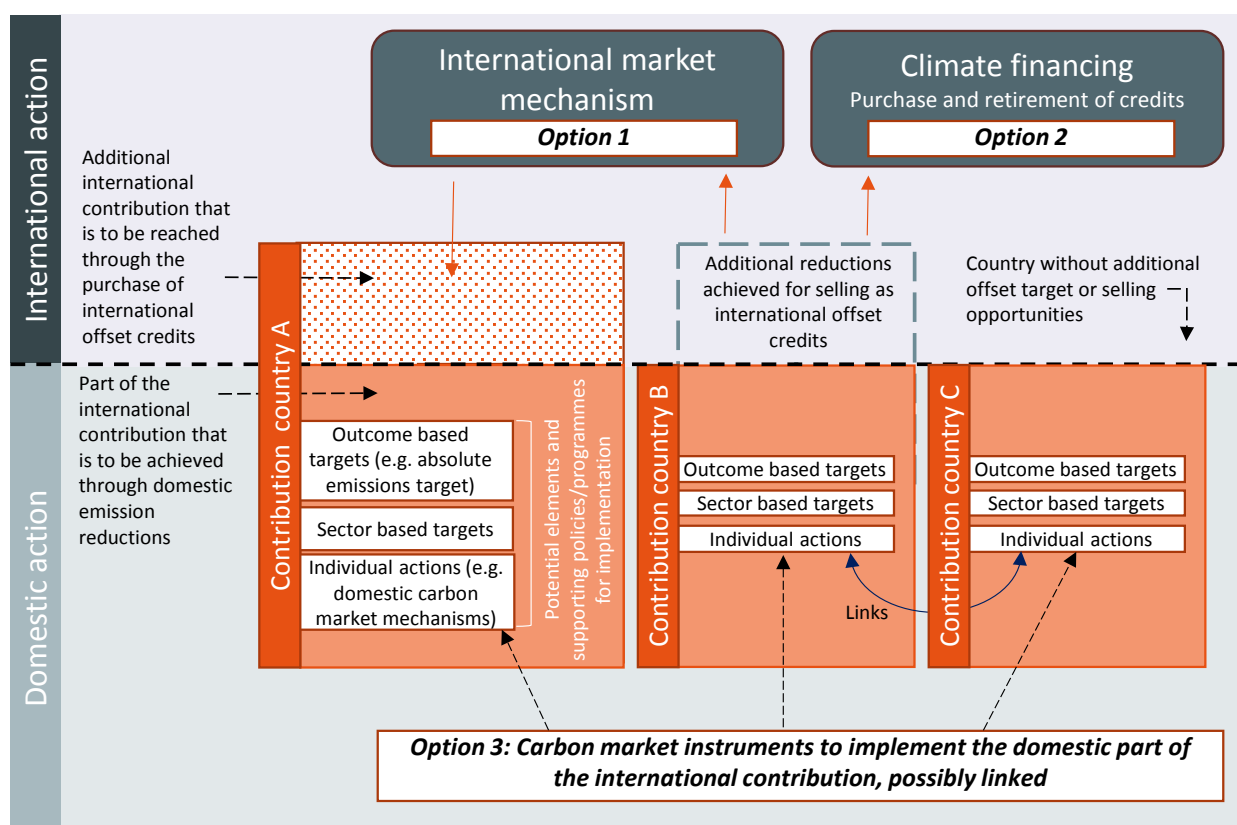 International action
International market
mechanism
Option 1
Climate financing
Purchase and retirement of credits
Option 2
Additional
international
contribution that
is to be reached
through the
purchase of
international
offset credits
Additional reductions
achieved for selling as
international offset
credits
Country without additional
offset target or selling
opportunities
Domestic action
Part of the
international
contribution that
is to be achieved
through domestic
emission
reductions
Contribution country A
Outcome based
targets (e.g. absolute
emissions target)
Sector based targets
Individual actions (e.g.
domestic carbon
market mechanisms)
Potential elements and
supporting policies/programmes
for implementation
Contribution country B
Outcome based targets
Sector based targets
Individual actions
Links
Contribution country C
Outcome based targets
Sector based targets
Individual actions
Option 3: Carbon market instruments to implement the domestic part of
the international contribution, possibly linked